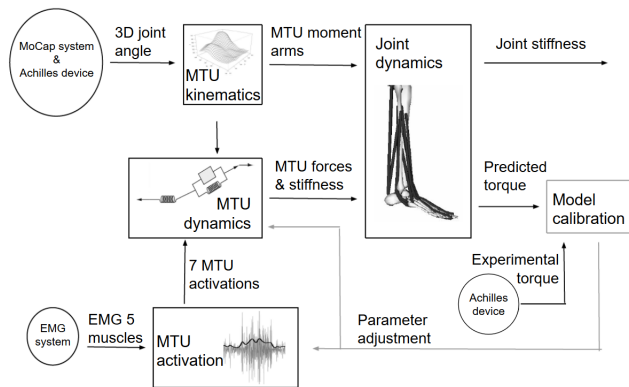 MoCap system
&
Achilles device
3D joint
angle
MTU
kinematics
MTU moment
arms
Joint
dynamics
Joint stiffness
MTU
dynamics
MTU forces
& stiffness
Predicted
torque
Model
calibration
7 MTU
activations
Experimental
torque
Achilles
device
EMG
system
EMG 5
muscles
MTU
activation
Parameter
adjustment